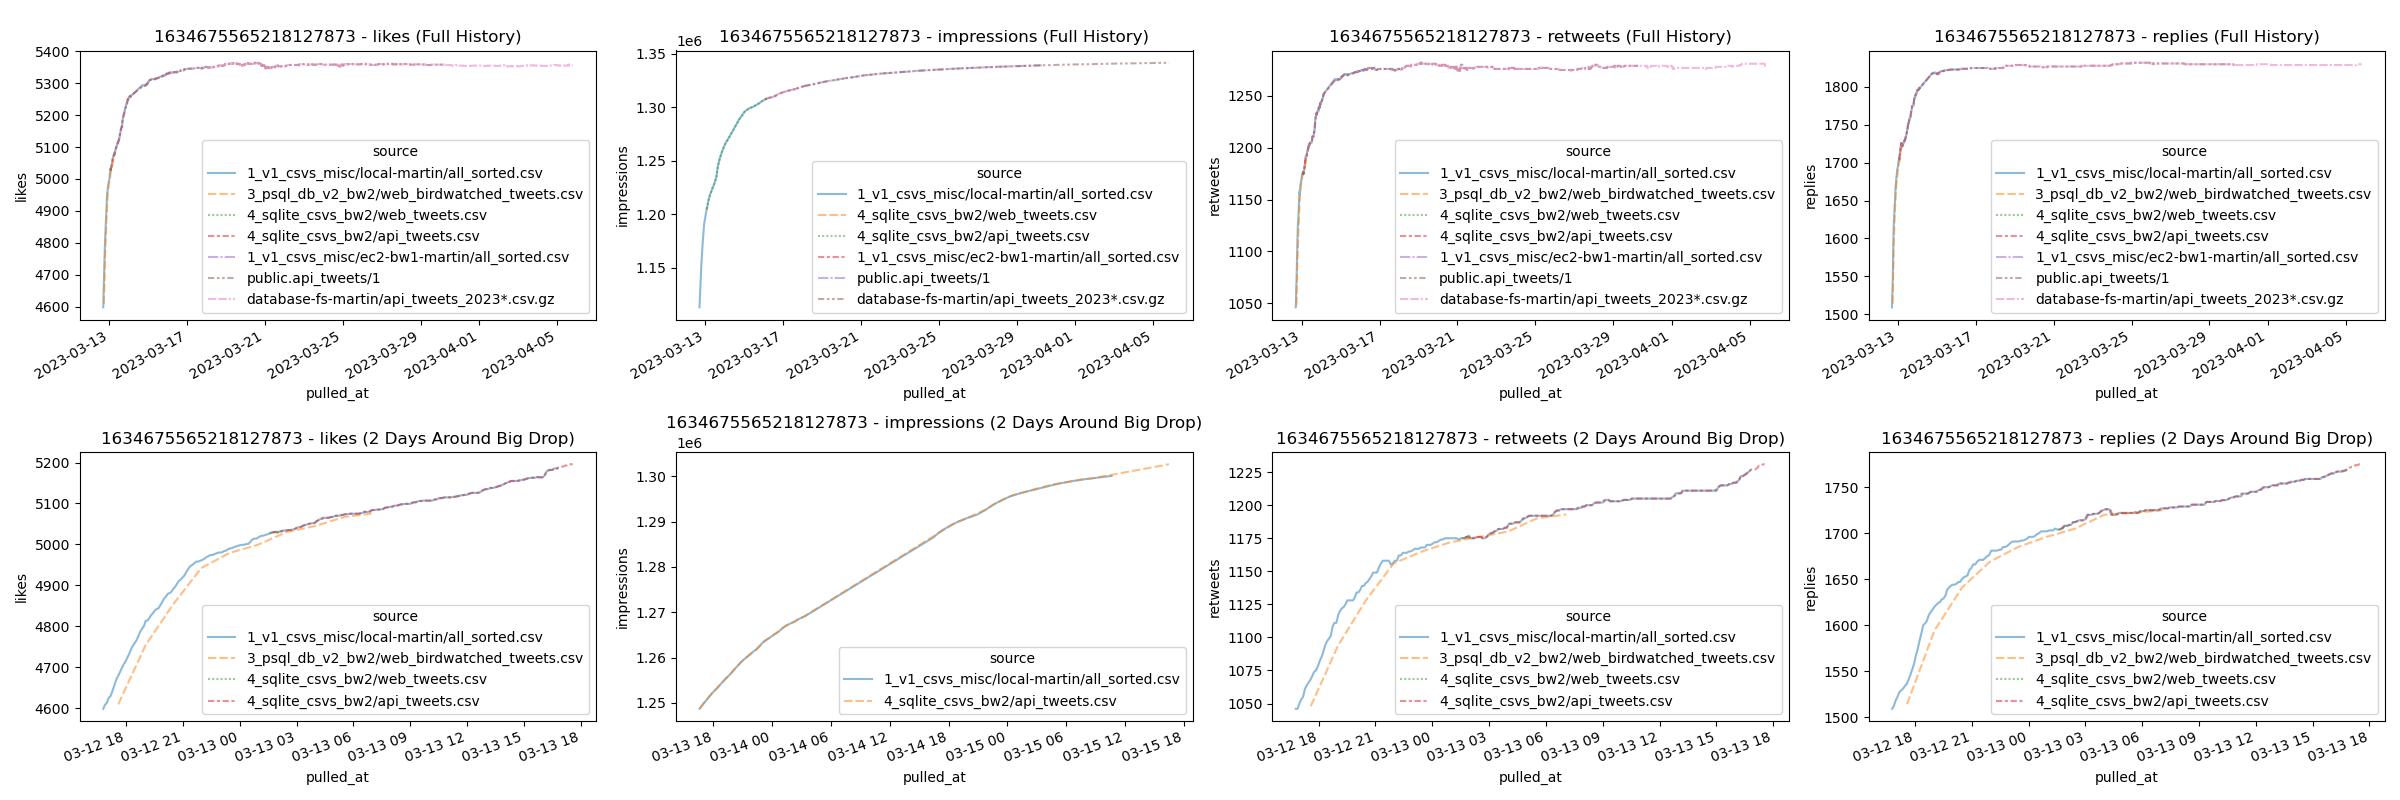 1634675565218127873 - likes (Full History)
5400
5300
5200
5100
5000
4900
4800
4700
4600
likes
source
1_v1_csvs_misc/local-martin/all_sorted.csv
3_psql_db_v2_bw2/web_birdwatched_tweets.csv
4_sqlite_csvs_bw2/web_tweets.csv
4_sqlite_csvs_bw2/api_tweets.csv
1_v1_csvs_misc/ec2-bw1-martin/all_sorted.csv
public.api_tweets/1
database-fs-martin/api_tweets_2023*.csv.gz
2023-03-13
2023-03-17
2023-03-21
2023-03-25
2023-03-29
2023-04-01
2023-04-05
pulled_at
1634675565218127873 - impressions (Full History)
1e6
1.35
1.30
1.25
1.20
1.15
impressions
source
1_v1_csvs_misc/local-martin/all_sorted.csv
4_sqlite_csvs_bw2/web_tweets.csv
4_sqlite_csvs_bw2/api_tweets.csv
1_v1_csvs_misc/ec2-bw1-martin/all_sorted.csv
public.api_tweets/1
database-fs-martin/api_tweets_2023*.csv.gz
2023-03-13
2023-03-17
2023-03-21
2023-03-25
2023-03-29
2023-04-01
2023-04-05
pulled_at
1634675565218127873 - retweets (Full History)
1250
1200
1150
1100
1050
retweets
source
1_v1_csvs_misc/local-martin/all_sorted.csv
3_psql_db_v2_bw2/web_birdwatched_tweets.csv
4_sqlite_csvs_bw2/web_tweets.csv
4_sqlite_csvs_bw2/api_tweets.csv
1_v1_csvs_misc/ec2-bw1-martin/all_sorted.csv
public.api_tweets/1
database-fs-martin/api_tweets_2023*.csv.gz
2023-03-13
2023-03-17
2023-03-21
2023-03-25
2023-03-29
2023-04-01
2023-04-05
pulled_at
1634675565218127873 - replies (Full History)
1800
1750
1700
1650
1600
1550
1500
replies
source
1_v1_csvs_misc/local-martin/all_sorted.csv
3_psql_db_v2_bw2/web_birdwatched_tweets.csv
4_sqlite_csvs_bw2/web_tweets.csv
4_sqlite_csvs_bw2/api_tweets.csv
1_v1_csvs_misc/ec2-bw1-martin/all_sorted.csv
public.api_tweets/1
database-fs-martin/api_tweets_2023*.csv.gz
2023-03-13
2023-03-17
2023-03-21
2023-03-25
2023-03-29
2023-04-01
2023-04-05
pulled_at
1634675565218127873 - likes (2 Days Around Big Drop)
5200
5100
5000
4900
4800
4700
4600
likes
source
1_v1_csvs_misc/local-martin/all_sorted.csv
3_psql_db_v2_bw2/web_birdwatched_tweets.csv
4_sqlite_csvs_bw2/web_tweets.csv
4_sqlite_csvs_bw2/api_tweets.csv
03-12 18
03-12 21
03-13 00
03-13 03
03-13 06
03-13 09
03-13 12
03-13 15
03-13 18
pulled_at
1634675565218127873 - impressions (2 Days Around Big Drop)
1e6
1.30
1.29
1.28
1.27
1.26
1.25
impressions
source
1_v1_csvs_misc/local-martin/all_sorted.csv
4_sqlite_csvs_bw2/api_tweets.csv
03-13 18
03-14 00
03-14 06
03-14 12
03-14 18
03-15 00
03-15 06
03-15 12
03-15 18
pulled_at
1634675565218127873 - retweets (2 Days Around Big Drop)
1225
1200
1175
1150
1125
1100
1075
1050
retweets
source
1_v1_csvs_misc/local-martin/all_sorted.csv
3_psql_db_v2_bw2/web_birdwatched_tweets.csv
4_sqlite_csvs_bw2/web_tweets.csv
4_sqlite_csvs_bw2/api_tweets.csv
03-12 18
03-12 21
03-13 00
03-13 03
03-13 06
03-13 09
03-13 12
03-13 15
03-13 18
pulled_at
1634675565218127873 - replies (2 Days Around Big Drop)
1750
1700
1650
1600
1550
1500
replies
source
1_v1_csvs_misc/local-martin/all_sorted.csv
3_psql_db_v2_bw2/web_birdwatched_tweets.csv
4_sqlite_csvs_bw2/web_tweets.csv
4_sqlite_csvs_bw2/api_tweets.csv
03-12 18
03-12 21
03-13 00
03-13 03
03-13 06
03-13 09
03-13 12
03-13 15
03-13 18
pulled_at